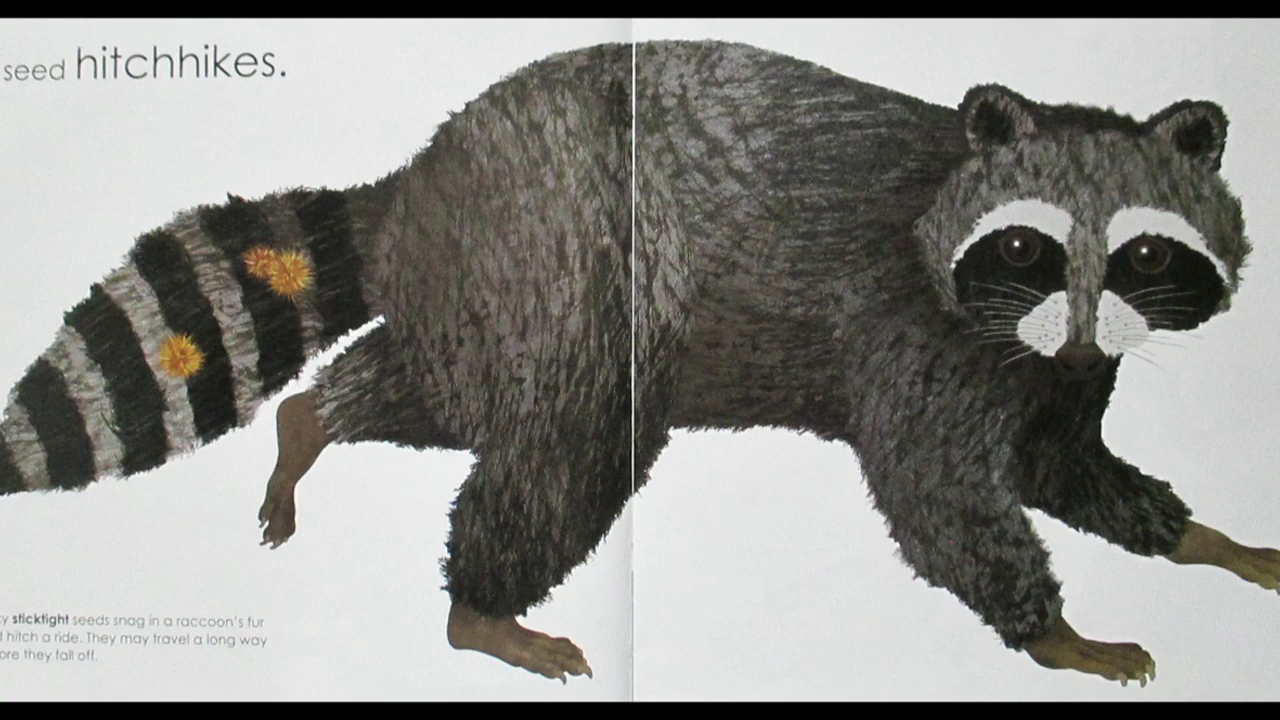 seed hitchhikes.
sticktight seeds snag in a raccoon's fur
hitch a ride. They may travel a long way
they fall off.